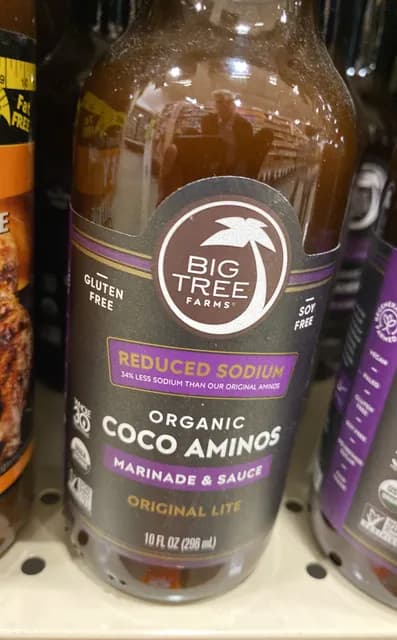 Fat
FREE
BIG
TREE
FARMS
GLUTEN
FREE
SOY
FREE
REDUCED SODIUM
34% LESS SODIUM THAN OUR ORIGINAL AMINOS
ORGANIC
COCO AMINOS
MARINADE & SAUCE
ORIGINAL LITE
10 FL OZ (296 mL)
VEGAN